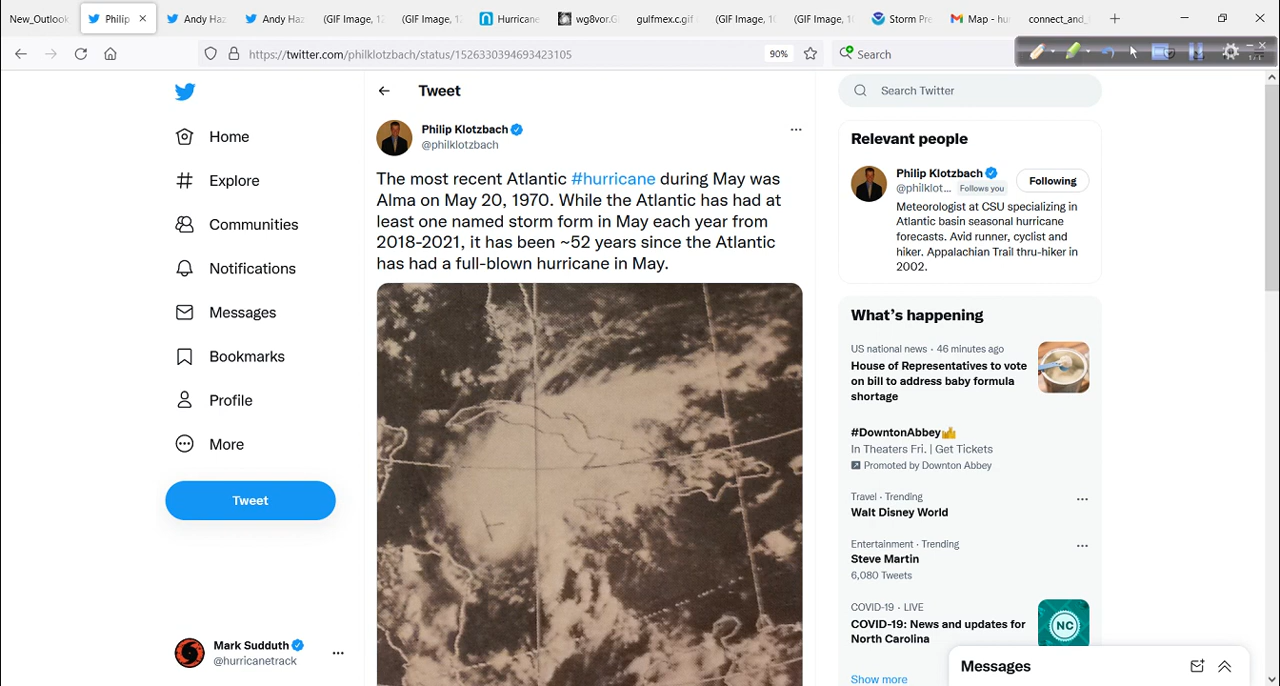 New_Outlook
Philip
Andy Haz
Andy Haz
(GIF Image, 12
(GIF Image, 12
Hurricane
wg8vor.G
gulfmex.c.gif
(GIF Image, 10
(GIF Image, 10
Storm Pre
Map - hu
connect_and_
https://twitter.com/philklotzbach/status/1526330394693423105
90%
Search
1/1
Tweet
Search Twitter
Home
Explore
Communities
Notifications
Messages
Bookmarks
Profile
More
Tweet
Mark Sudduth
@hurricanetrack
Philip Klotzbach
@philklotzbach
The most recent Atlantic #hurricane during May was
Alma on May 20, 1970. While the Atlantic has had at
least one named storm form in May each year from
2018-2021, it has been ~52 years since the Atlantic
has had a full-blown hurricane in May.
Relevant people
Philip Klotzbach
@philklot... Follows you
Following
Meteorologist at CSU specializing in
Atlantic basin seasonal hurricane
forecasts. Avid runner, cyclist and
hiker. Appalachian Trail thru-hiker in
2002.
What's happening
US national news · 46 minutes ago
House of Representatives to vote
on bill to address baby formula
shortage
#DowntonAbbey
In Theaters Fri. | Get Tickets
Promoted by Downton Abbey
Travel · Trending
Walt Disney World
Entertainment · Trending
Steve Martin
6,080 Tweets
COVID-19 · LIVE
COVID-19: News and updates for
North Carolina
NC
Show more
Messages